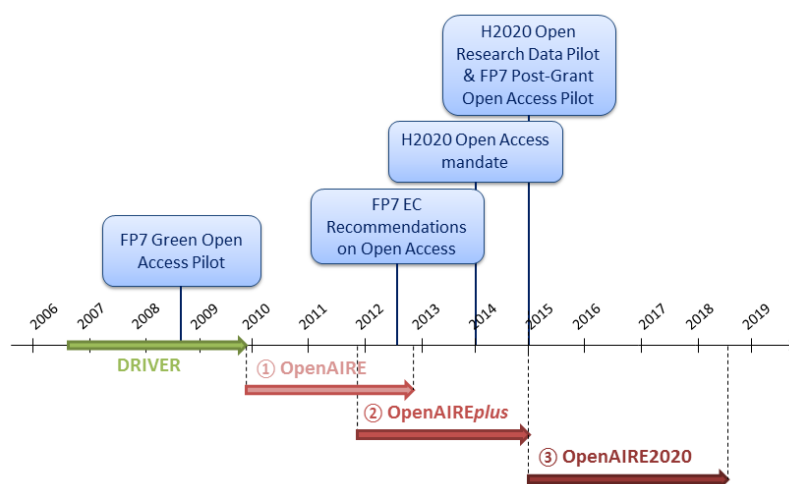 H2020 Open
Research Data Pilot
& FP7 Post-Grant
Open Access Pilot
H2020 Open Access
mandate
FP7 EC
Recommendations
on Open Access
FP7 Green Open
Access Pilot
2006
2007
2008
2009
2010
2011
2012
2013
2014
2015
2016
2017
2018
2019
DRIVER
① OpenAIRE
② OpenAIREplus
③ OpenAIRE2020